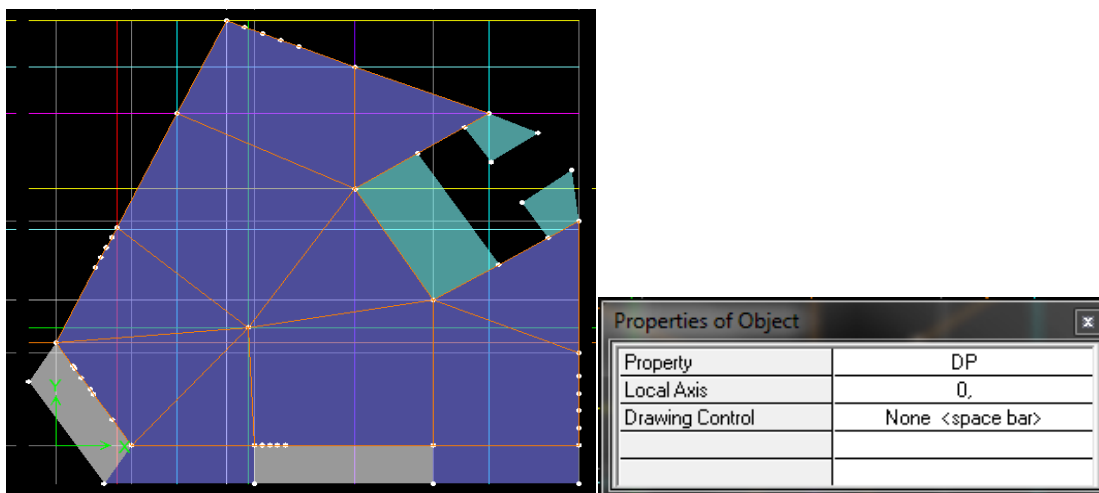 Y
X
Properties of Object
x
Property DP
Local Axis 0,
Drawing Control None <space bar>